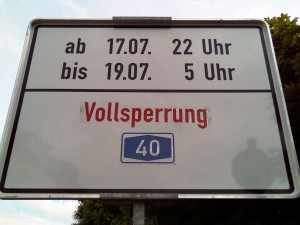 ab 17.07. 22 Uhr
bis 19.07. 5 Uhr
Vollsperrung
40